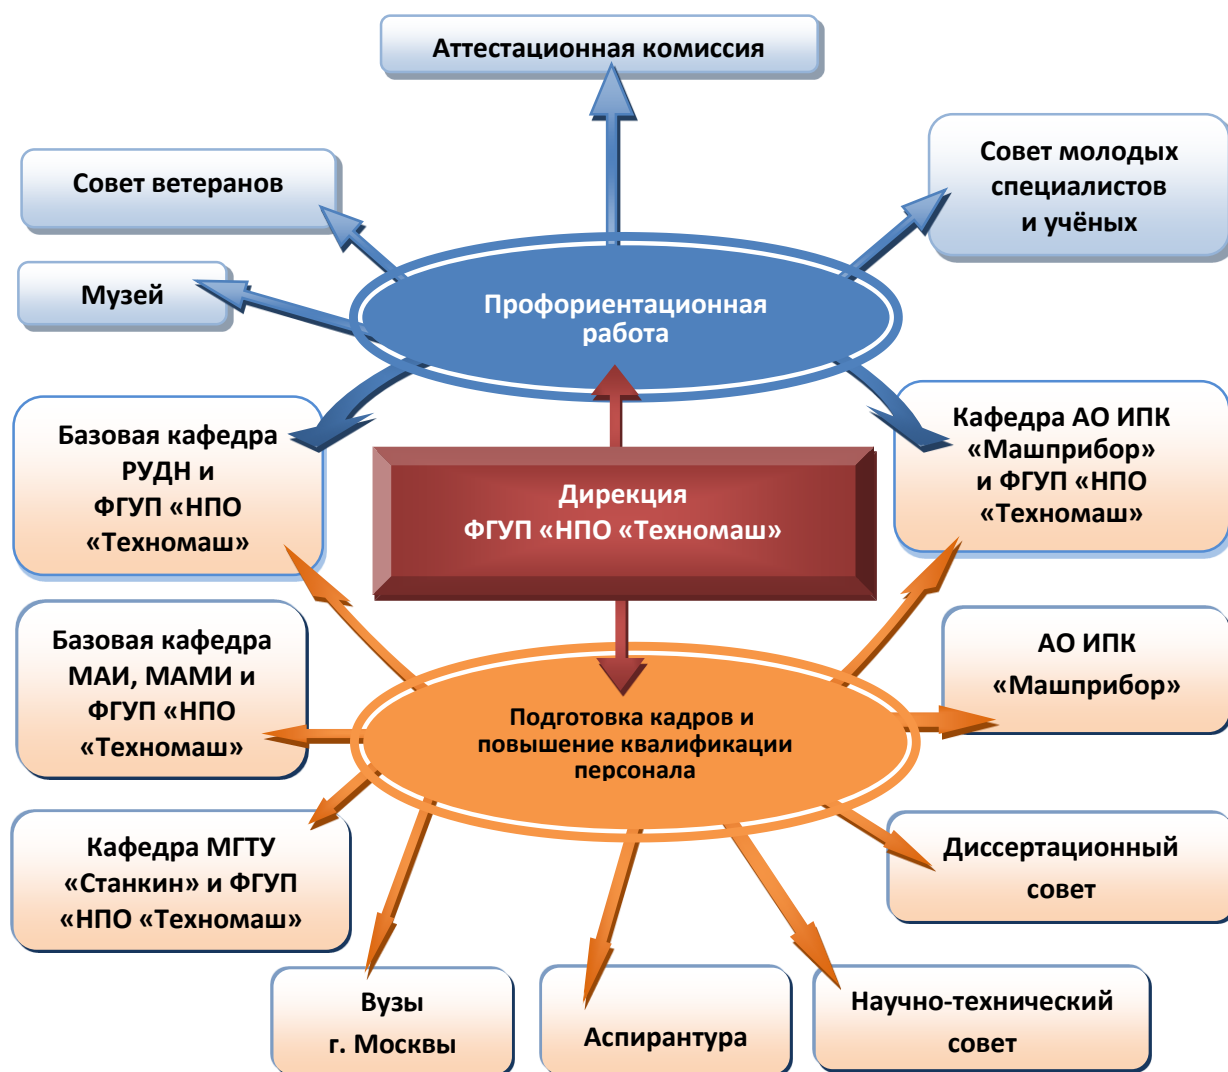 Аттестационная комиссия
Совет ветеранов
Совет молодых
специалистов
и учёных
Музей
Профориентационная
работа
Базовая кафедра
РУДН и
ФГУП «НПО
«Техномаш»
Кафедра АО ИПК
«Машприбор»
и ФГУП «НПО
«Техномаш»
Дирекция
ФГУП «НПО «Техномаш»
Базовая кафедра
МАИ, МАМИ и
ФГУП «НПО
«Техномаш»
АО ИПК
«Машприбор»
Подготовка кадров и
повышение квалификации
персонала
Кафедра МГТУ
«Станкин» и ФГУП
«НПО «Техномаш»
Диссертационный
совет
Вузы
г. Москвы
Аспирантура
Научно-технический
совет